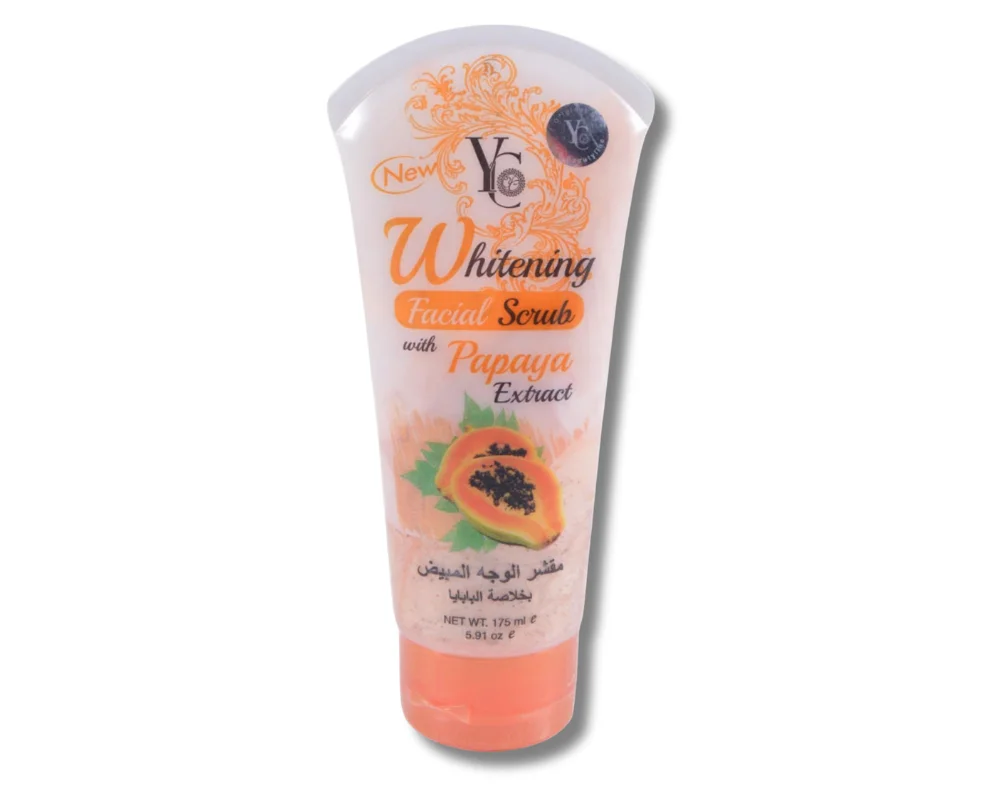 New
YC
YC
Whitening
Facial Scrub
with Papaya
Extract
مقشر الوجه المبيض
بخلاصة البابايا
NET WT. 175 ml e
5.91 oz e